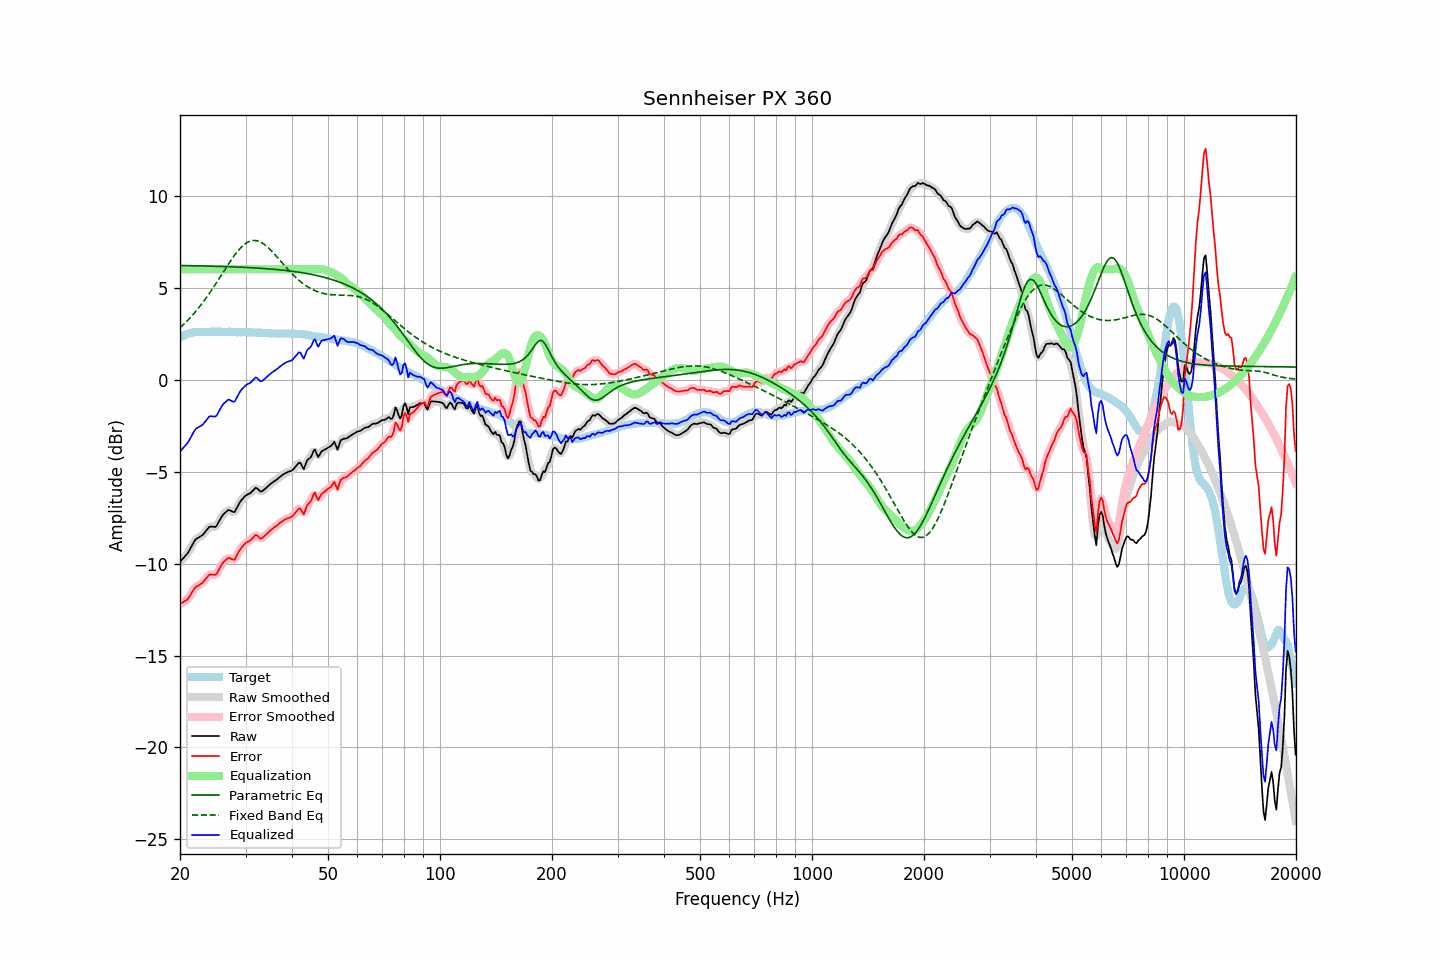 Sennheiser PX 360
Amplitude (dBr)
10
5
0
−5
−10
−15
−20
−25
Target
Raw Smoothed
Error Smoothed
Raw
Error
Equalization
Parametric Eq
Fixed Band Eq
Equalized
20 50 100 200 500 1000 2000 5000 10000 20000
Frequency (Hz)